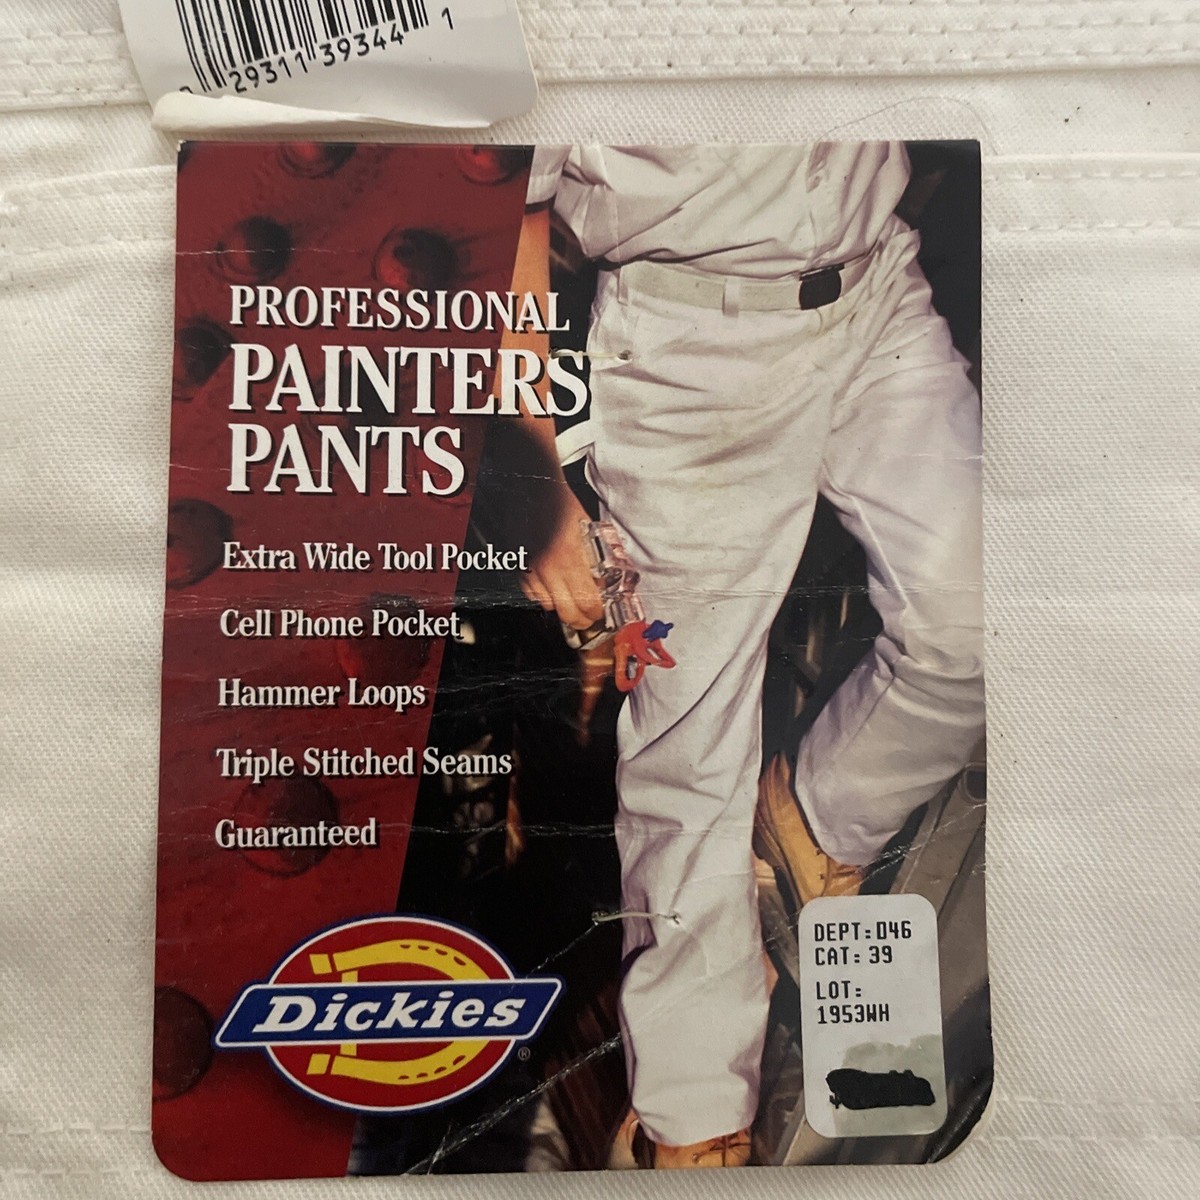 29311 39344 1
PROFESSIONAL
PAINTERS
PANTS
Extra Wide Tool Pocket
Cell Phone Pocket
Hammer Loops
Triple Stitched Seams
Guaranteed
Dickies
®
DEPT:046
CAT: 39
LOT:
1953WH